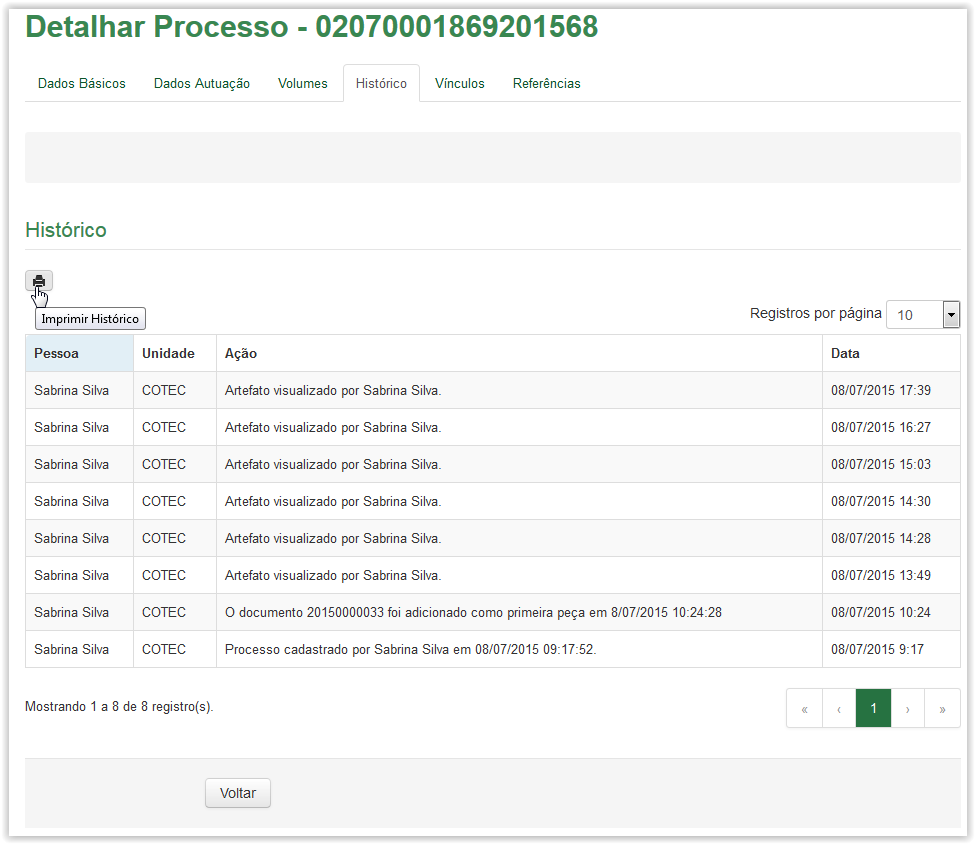 Detalhar Processo - 02070001869201568
Dados Básicos Dados Autuação Volumes Histórico Vínculos Referências
Histórico
Imprimir Histórico
Registros por página 10
Pessoa Unidade Ação Data
Sabrina Silva COTEC Artefato visualizado por Sabrina Silva. 08/07/2015 17:39
Sabrina Silva COTEC Artefato visualizado por Sabrina Silva. 08/07/2015 16:27
Sabrina Silva COTEC Artefato visualizado por Sabrina Silva. 08/07/2015 15:03
Sabrina Silva COTEC Artefato visualizado por Sabrina Silva. 08/07/2015 14:30
Sabrina Silva COTEC Artefato visualizado por Sabrina Silva. 08/07/2015 14:28
Sabrina Silva COTEC Artefato visualizado por Sabrina Silva. 08/07/2015 13:49
Sabrina Silva COTEC O documento 20150000033 foi adicionado como primeira peça em 8/07/2015 10:24:28 08/07/2015 10:24
Sabrina Silva COTEC Processo cadastrado por Sabrina Silva em 08/07/2015 09:17:52. 08/07/2015 9:17
Mostrando 1 a 8 de 8 registro(s).
« ‹ 1 › »
Voltar